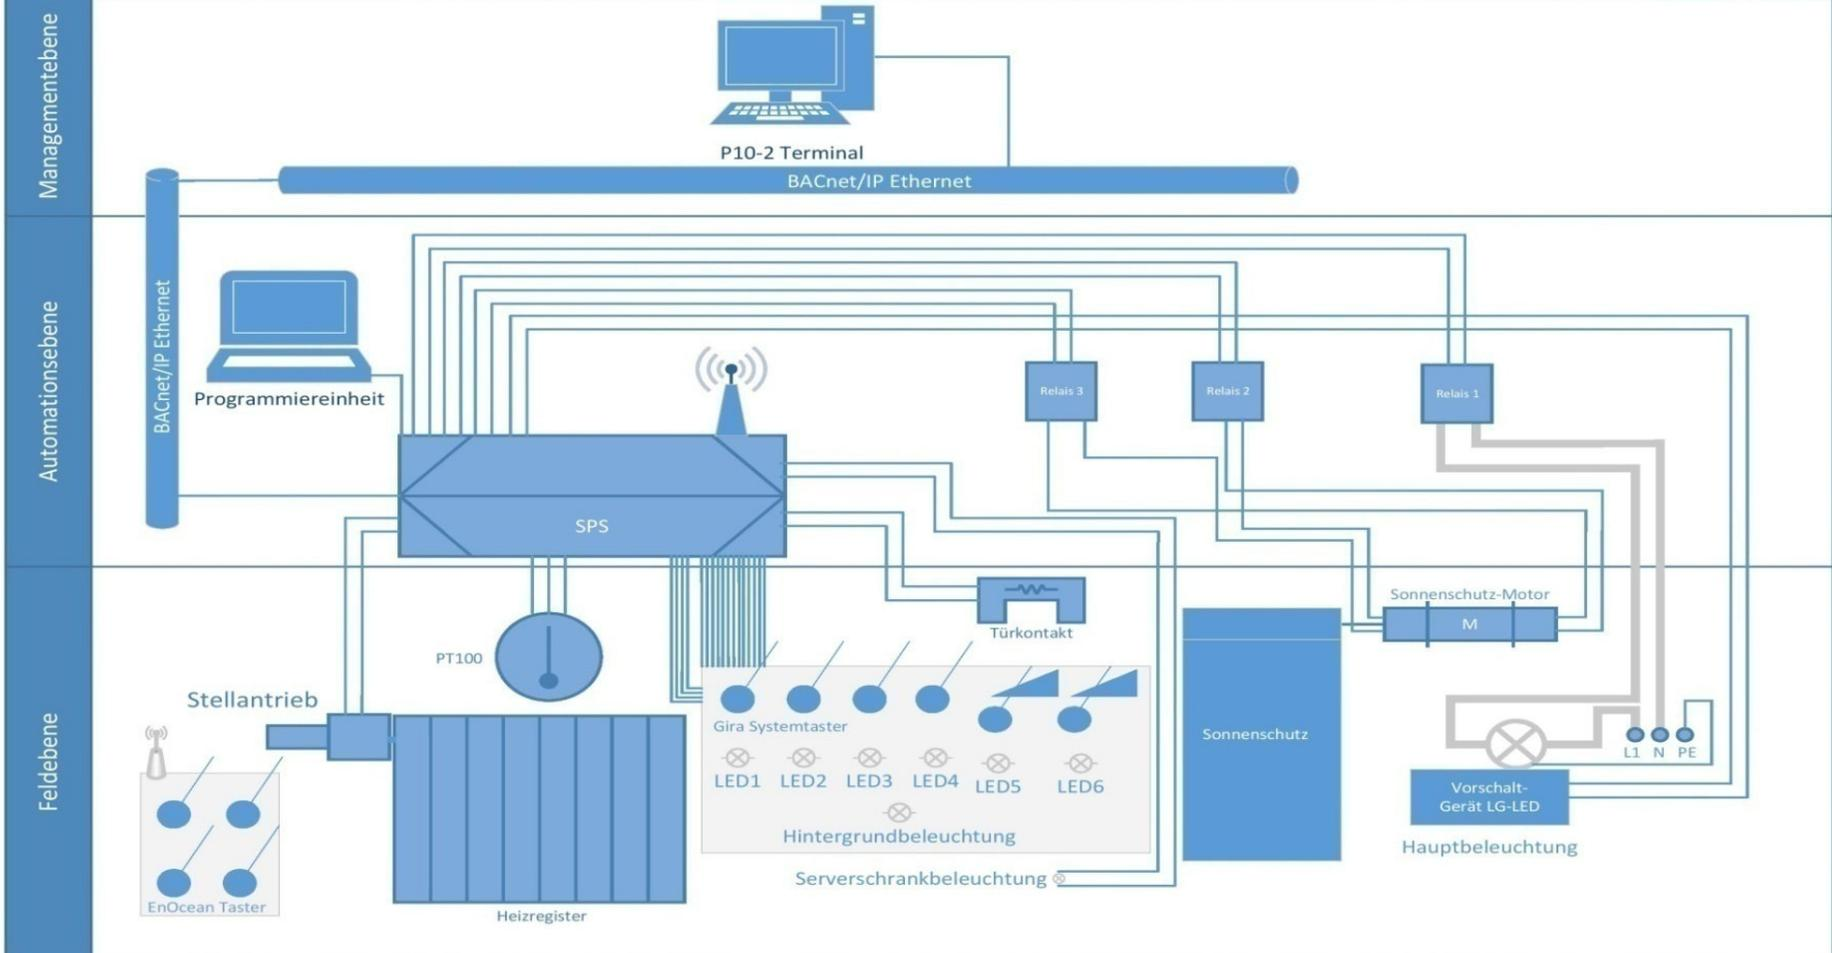 Managementebene
P10-2 Terminal
BACnet/IP Ethernet
Automationsebene
BACnet/IP Ethernet
Programmiereinheit
Relais 3
Relais 2
Relais 1
SPS
Feldebene
Türkontakt
Sonnenschutz-Motor
M
PT100
Stellantrieb
Gira Systemtaster
LED1
LED2
LED3
LED4
LED5
LED6
Hintergrundbeleuchtung
Sonnenschutz
L1
N
PE
Vorschalt-
Gerät LG-LED
Hauptbeleuchtung
Serverschrankbeleuchtung
EnOcean Taster
Heizregister